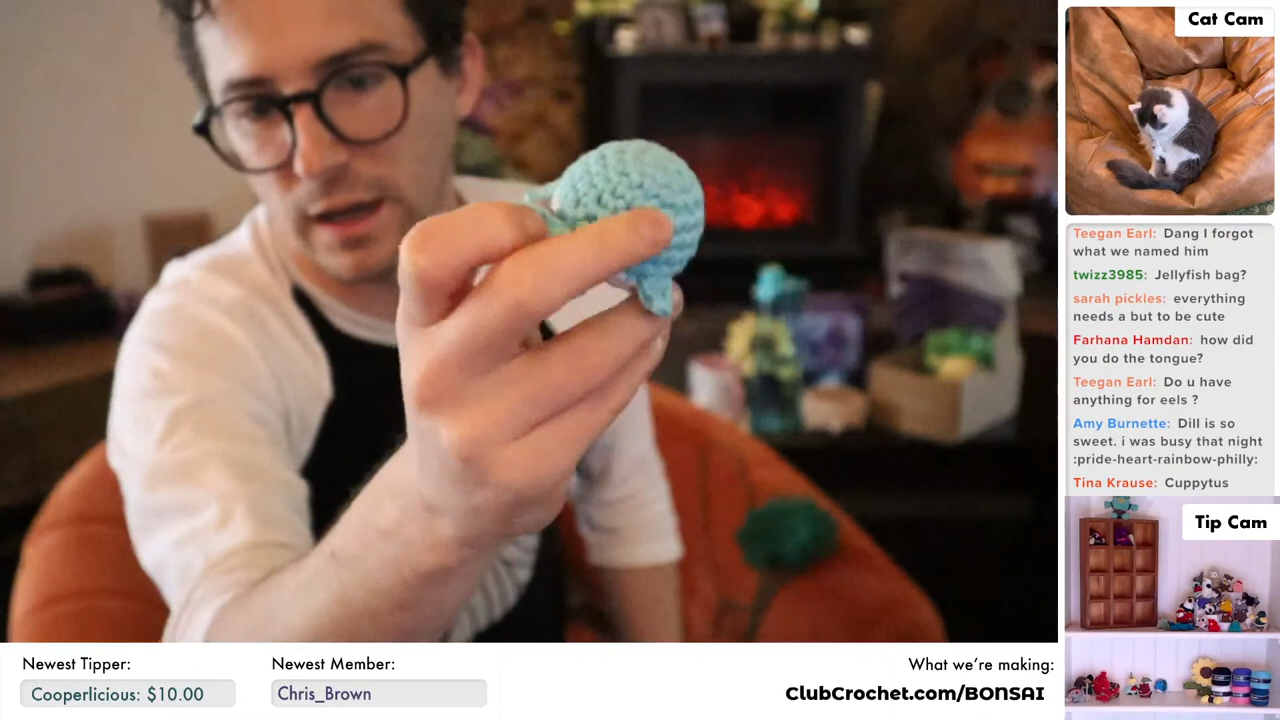 Cat Cam
Teegan Earl: Dang I forgot
what we named him
twizz3985: Jellyfish bag?
sarah pickles: everything
needs a but to be cute
Farhana Hamdan: how did
you do the tongue?
Teegan Earl: Do u have
anything for eels ?
Amy Burnette: Dill is so
sweet. i was busy that night
:pride-heart-rainbow-philly:
Tina Krause: Cuppytus
Tip Cam
Newest Tipper:
Cooperlicious: $10.00
Newest Member:
Chris_Brown
What we're making:
ClubCrochet.com/BONSAI